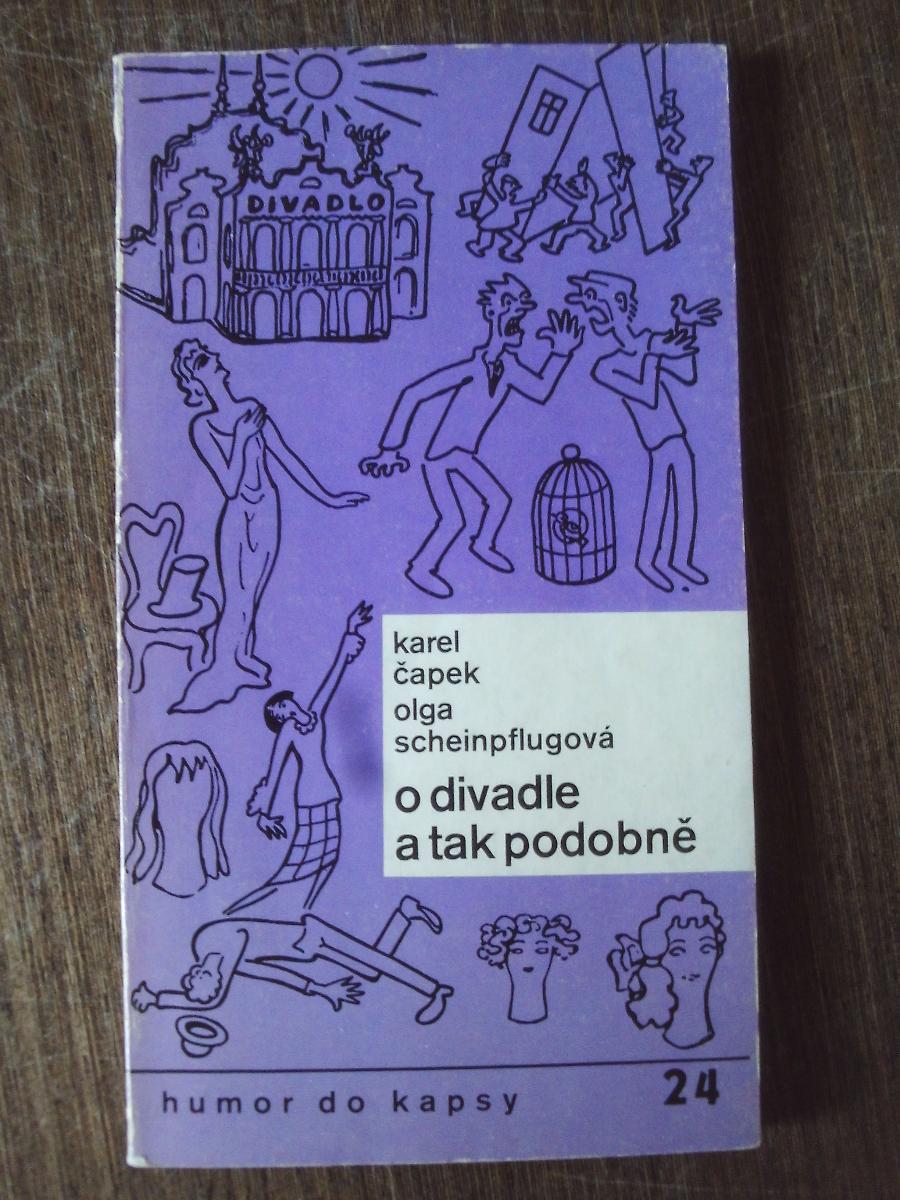 DIVADLO
karel
čapek
olga
scheinpflugová
o divadle
a tak podobně
humor do kapsy
24